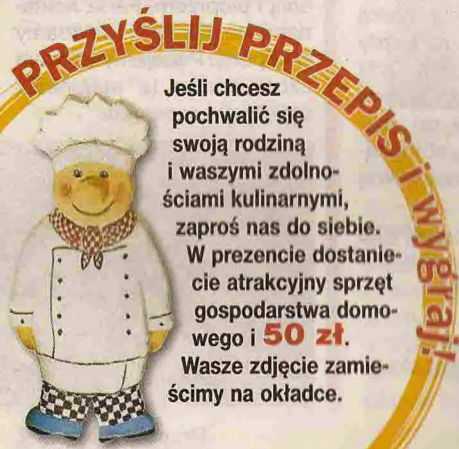 PRZYŚLIJ PRZEPIS i wygraj!
Jeśli chcesz
pochwalić się
swoją rodziną
i waszymi zdolno-
ściami kulinarnymi,
zaproś nas do siebie.
W prezencie dostanie-
cie atrakcyjny sprzęt
gospodarstwa domo-
wego i 50 zł.
Wasze zdjęcie zamie-
ścimy na okładce.